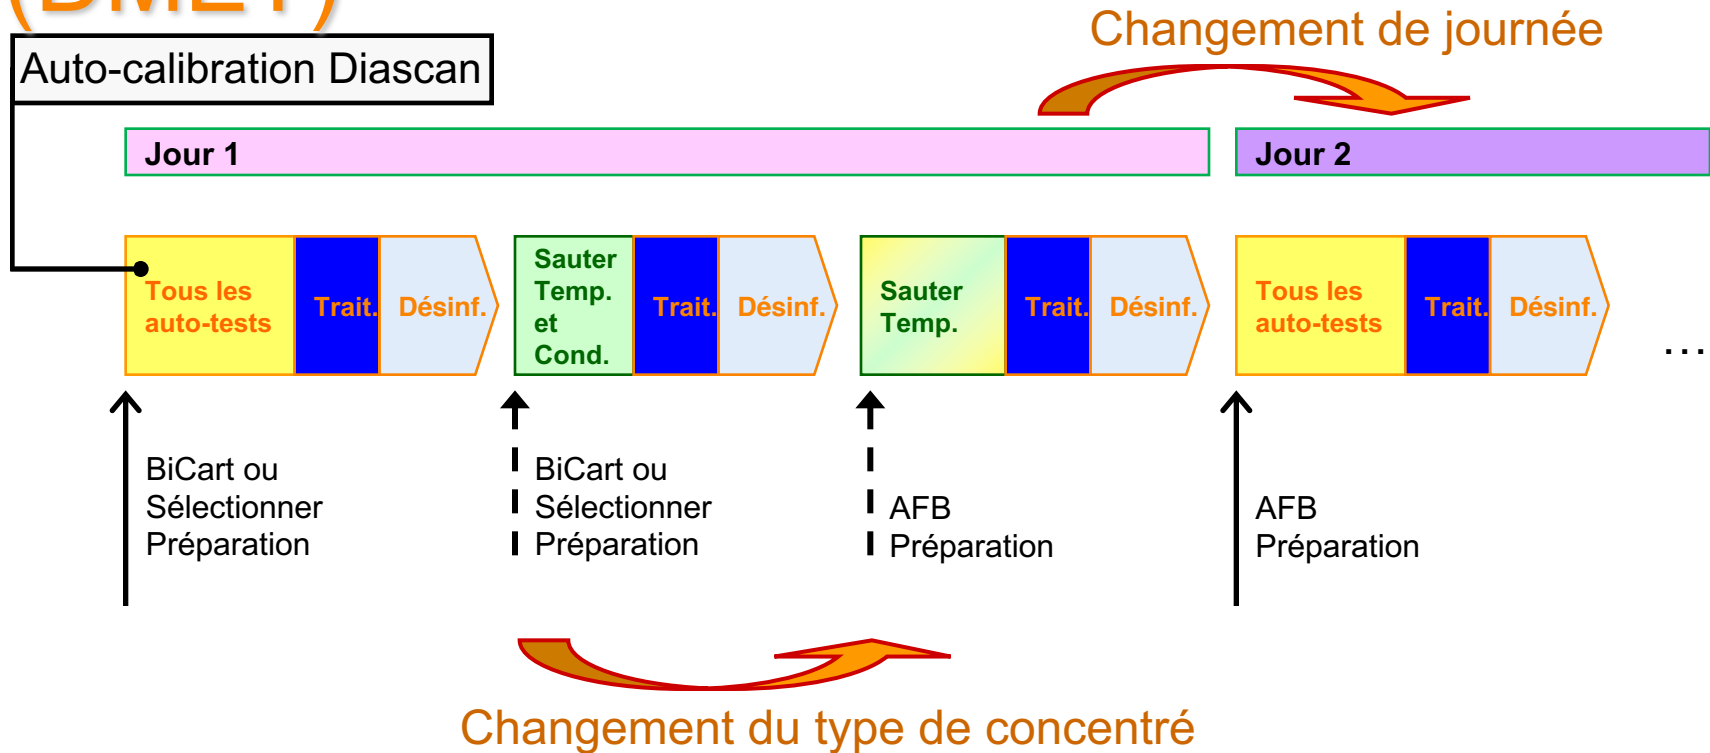 (DMET)
Changement de journée
Auto-calibration Diascan
Jour 1
Jour 2
Tous les
auto-tests
Trait.
Désinf.
Sauter
Temp.
et
Cond.
Trait.
Désinf.
Sauter
Temp.
Trait.
Désinf.
Tous les
auto-tests
Trait.
Désinf.
...
BiCart ou
Sélectionner
Préparation
BiCart ou
Sélectionner
Préparation
AFB
Préparation
AFB
Préparation
Changement du type de concentré